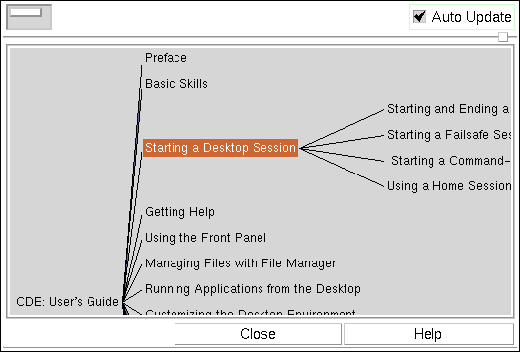 Auto Update
Preface
Basic Skills
Starting and Ending a
Starting a Failsafe Ses
Starting a Desktop Session
Starting a Command-
Using a Home Session
Getting Help
Using the Front Panel
Managing Files with File Manager
Running Applications from the Desktop
CDE: User's Guide
Customizing the Desktop Environment
Close
Help